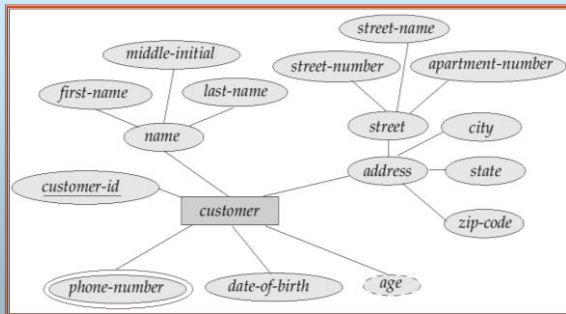 street-name
middle-initial
street-number
apartment-number
first-name
last-name
name
street
city
customer-id
address
state
customer
zip-code
phone-number
date-of-birth
age